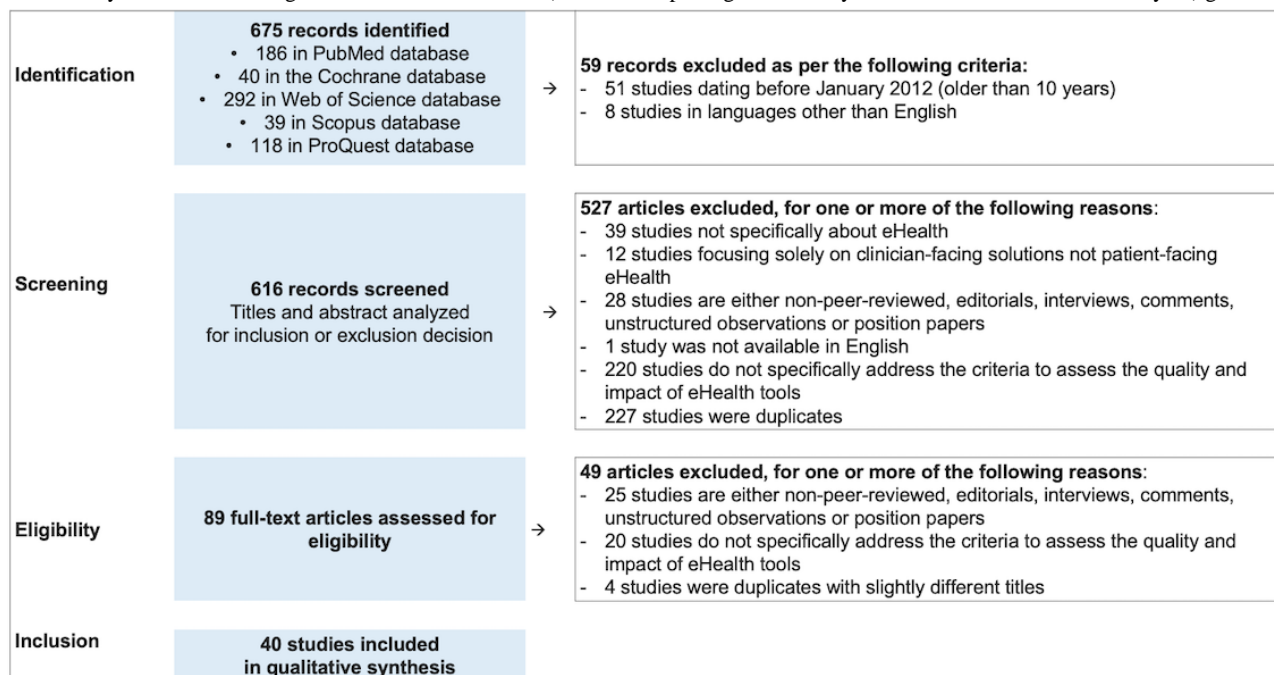 Identification
675 records identified
• 186 in PubMed database
• 40 in the Cochrane database
• 292 in Web of Science database
• 39 in Scopus database
• 118 in ProQuest database
→
59 records excluded as per the following criteria:
- 51 studies dating before January 2012 (older than 10 years)
- 8 studies in languages other than English
Screening
616 records screened
Titles and abstract analyzed
for inclusion or exclusion decision
→
527 articles excluded, for one or more of the following reasons:
- 39 studies not specifically about eHealth
- 12 studies focusing solely on clinician-facing solutions not patient-facing
eHealth
- 28 studies are either non-peer-reviewed, editorials, interviews, comments,
unstructured observations or position papers
- 1 study was not available in English
- 220 studies do not specifically address the criteria to assess the quality and
impact of eHealth tools
- 227 studies were duplicates
Eligibility
89 full-text articles assessed for
eligibility
→
49 articles excluded, for one or more of the following reasons:
- 25 studies are either non-peer-reviewed, editorials, interviews, comments,
unstructured observations or position papers
- 20 studies do not specifically address the criteria to assess the quality and
impact of eHealth tools
- 4 studies were duplicates with slightly different titles
Inclusion
40 studies included
in qualitative synthesis